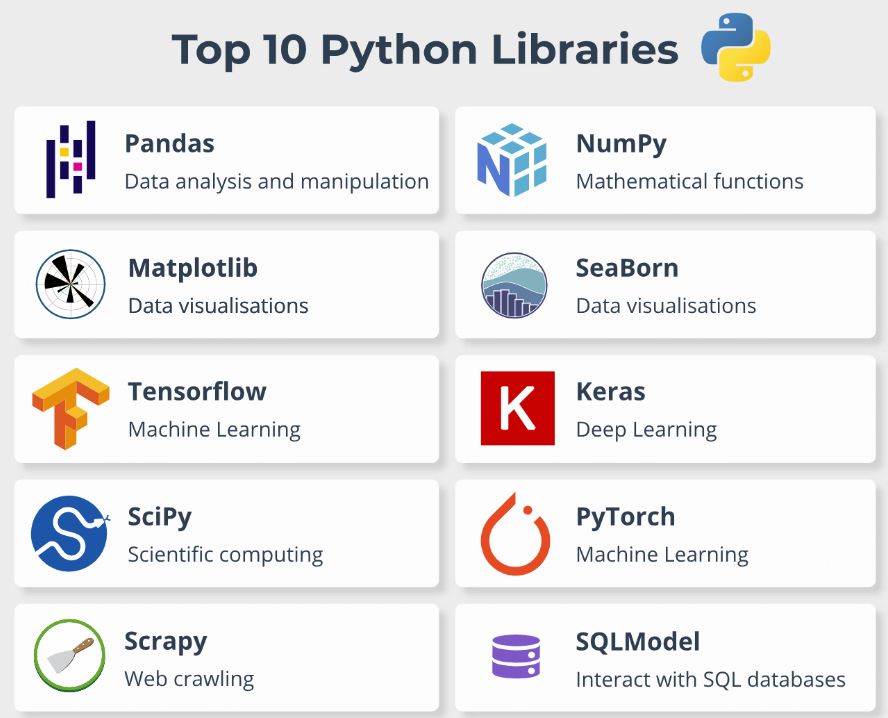 Top 10 Python Libraries
Pandas
Data analysis and manipulation
NumPy
Mathematical functions
Matplotlib
Data visualisations
SeaBorn
Data visualisations
Tensorflow
Machine Learning
K
Keras
Deep Learning
SciPy
Scientific computing
PyTorch
Machine Learning
Scrapy
Web crawling
SQLModel
Interact with SQL databases